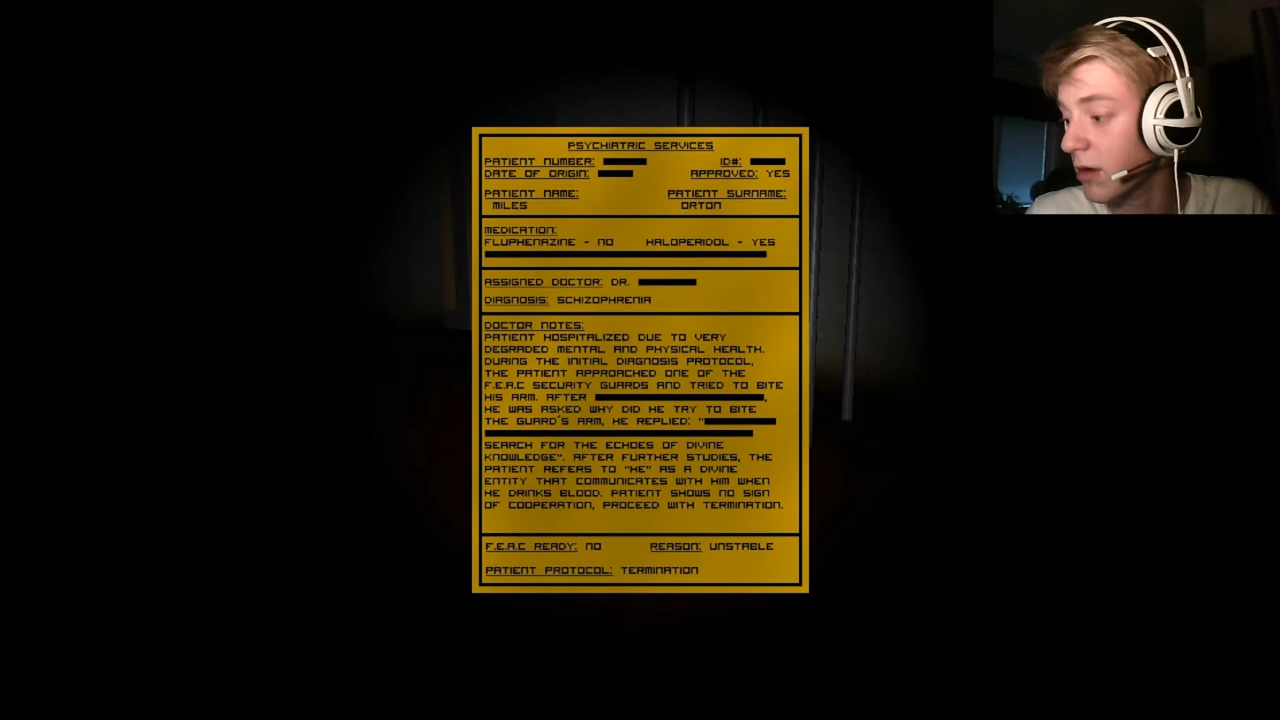 PSYCHIATRIC SERVICES
PATIENT NUMBER: ID#:
DATE OF ORIGIN: APPROVED: YES
PATIENT NAME: PATIENT SURNAME:
MILES ORTON
MEDICATION:
FLUPHENAZINE - NO HALOPERIDOL - YES
ASSIGNED DOCTOR: DR.
DIAGNOSIS: SCHIZOPHRENIA
DOCTOR NOTES:
PATIENT HOSPITALIZED DUE TO VERY
DEGRADED MENTAL AND PHYSICAL HEALTH.
DURING THE INITIAL DIAGNOSIS PROTOCOL,
THE PATIENT APPROACHED ONE OF THE
F.E.A.C SECURITY GUARDS AND TRIED TO BITE
HIS ARM. AFTER ,
HE WAS ASKED WHY DID HE TRY TO BITE
THE GUARD'S ARM, HE REPLIED: "
SEARCH FOR THE ECHOES OF DIVINE
KNOWLEDGE". AFTER FURTHER STUDIES, THE
PATIENT REFERS TO "HE" AS A DIVINE
ENTITY THAT COMMUNICATES WITH HIM WHEN
HE DRINKS BLOOD. PATIENT SHOWS NO SIGN
OF COOPERATION, PROCEED WITH TERMINATION.
F.E.A.C READY: NO REASON: UNSTABLE
PATIENT PROTOCOL: TERMINATION